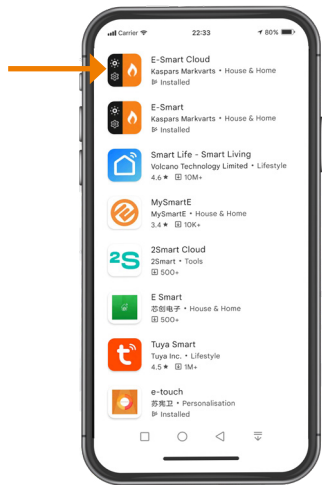 Carrier 22:33 80%
E-Smart Cloud
Kaspars Markvarts • House & Home
Installed
E-Smart
Kaspars Markvarts • House & Home
Installed
Smart Life - Smart Living
Volcano Technology Limited • Lifestyle
4.6★ 10M+
MySmartE
MySmartE • House & Home
3.4★ 10K+
2S
2Smart Cloud
2Smart • Tools
500+
E Smart
芯创电子 • House & Home
500+
Tuya Smart
Tuya Inc. • Lifestyle
4.5★ 1M+
e-touch
苏宪卫 • Personalisation
Installed